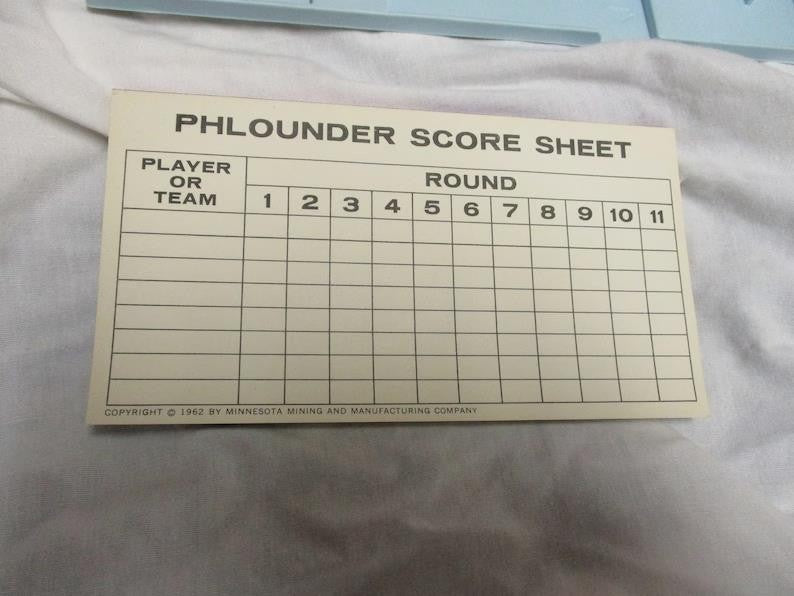 PHLOUNDER SCORE SHEET
PLAYER OR TEAM
ROUND
1 2 3 4 5 6 7 8 9 10 11
COPYRIGHT © 1962 BY MINNESOTA MINING AND MANUFACTURING COMPANY